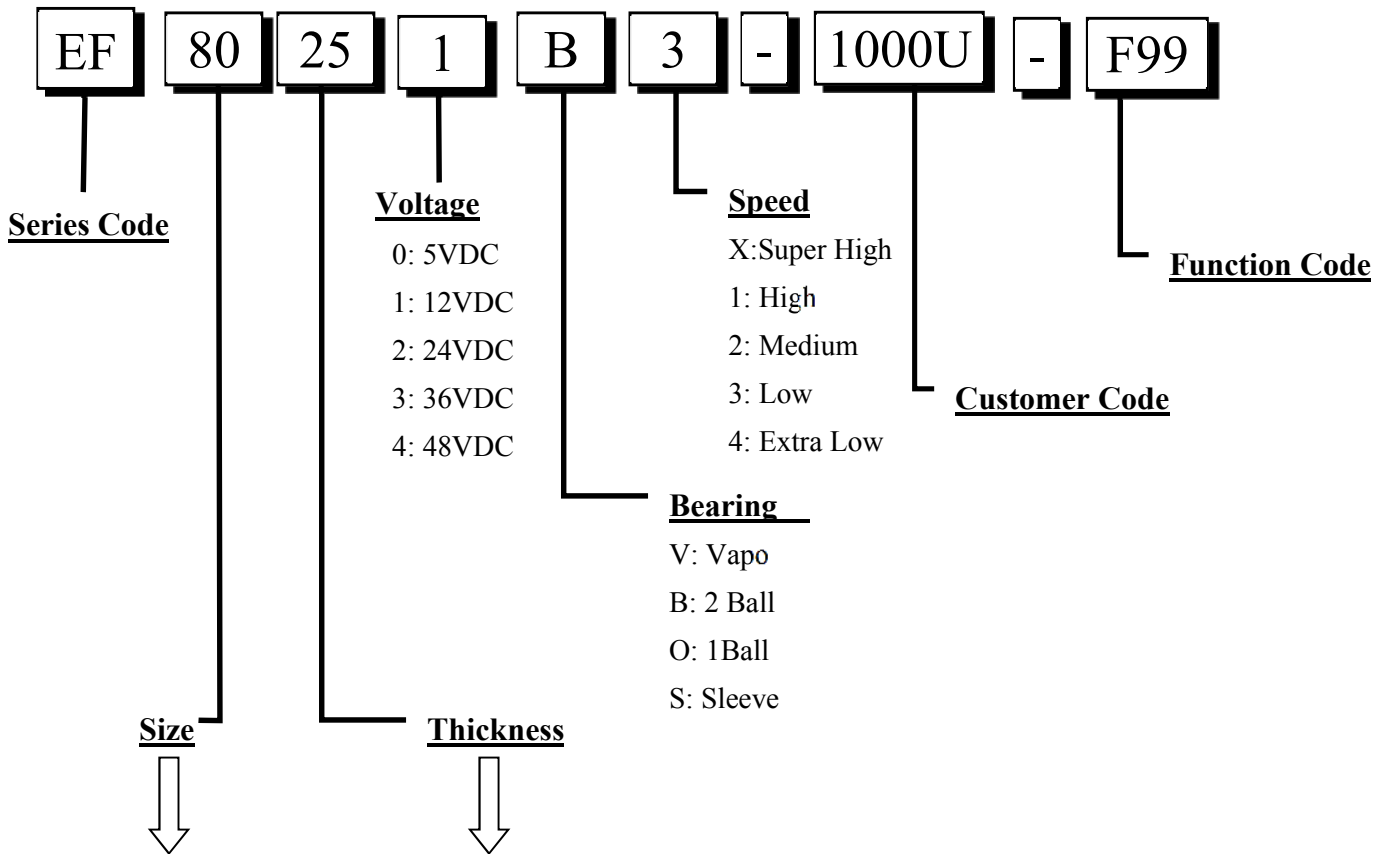 EF 80 25 1 B 3 - 1000U - F99
Series Code
Voltage
0: 5VDC
1: 12VDC
2: 24VDC
3: 36VDC
4: 48VDC
Speed
X:Super High
1: High
2: Medium
3: Low
4: Extra Low
Function Code
Customer Code
Bearing
V: Vapo
B: 2 Ball
O: 1Ball
S: Sleeve
Size
Thickness